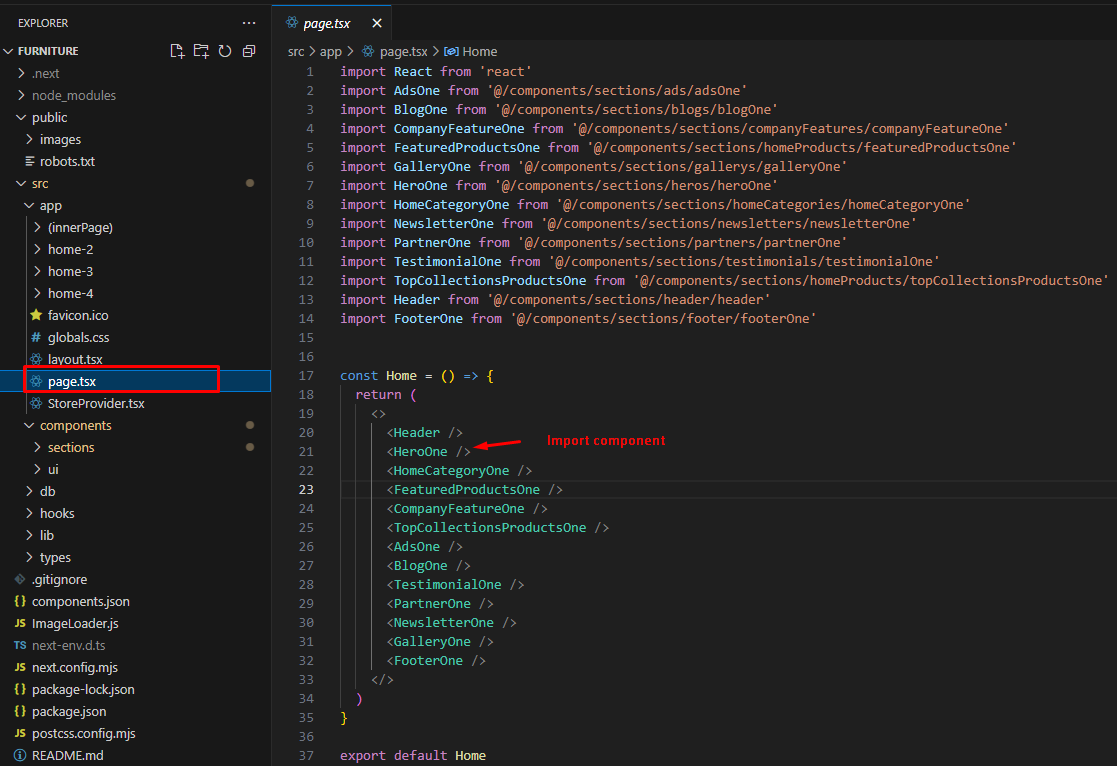 EXPLORER
FURNITURE
.next
node_modules
public
images
robots.txt
src
app
(innerPage)
home-2
home-3
home-4
favicon.ico
# globals.css
layout.tsx
page.tsx
StoreProvider.tsx
components
sections
ui
db
hooks
lib
types
.gitignore
{} components.json
JS ImageLoader.js
TS next-env.d.ts
JS next.config.mjs
{} package-lock.json
{} package.json
JS postcss.config.mjs
README.md
page.tsx
src > app > page.tsx > Home
1 import React from 'react'
2 import AdsOne from '@/components/sections/ads/adsOne'
3 import BlogOne from '@/components/sections/blogs/blogOne'
4 import CompanyFeatureOne from '@/components/sections/companyFeatures/companyFeatureOne'
5 import FeaturedProductsOne from '@/components/sections/homeProducts/featuredProductsOne'
6 import GalleryOne from '@/components/sections/gallerys/galleryOne'
7 import HeroOne from '@/components/sections/heros/heroOne'
8 import HomeCategoryOne from '@/components/sections/homeCategories/homeCategoryOne'
9 import NewsletterOne from '@/components/sections/newsletters/newsletterOne'
10 import PartnerOne from '@/components/sections/partners/partnerOne'
11 import TestimonialOne from '@/components/sections/testimonials/testimonialOne'
12 import TopCollectionsProductsOne from '@/components/sections/homeProducts/topCollectionsProductsOne'
13 import Header from '@/components/sections/header/header'
14 import FooterOne from '@/components/sections/footer/footerOne'
15
16
17 const Home = () => {
18 return (
19 <>
20 <Header />
21 <HeroOne /> Import component
22 <HomeCategoryOne />
23 <FeaturedProductsOne />
24 <CompanyFeatureOne />
25 <TopCollectionsProductsOne />
26 <AdsOne />
27 <BlogOne />
28 <TestimonialOne />
29 <PartnerOne />
30 <NewsletterOne />
31 <GalleryOne />
32 <FooterOne />
33 </>
34 )
35 }
36
37 export default Home